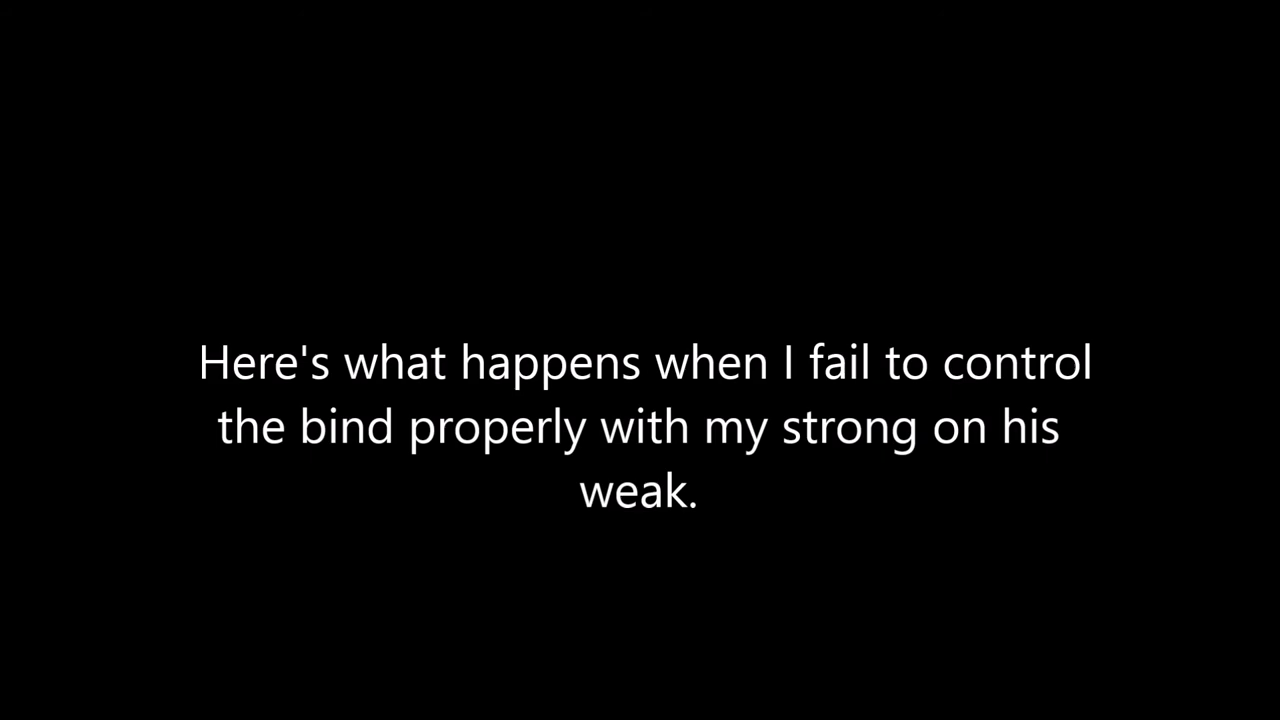 Here's what happens when I fail to control
the bind properly with my strong on his
weak.